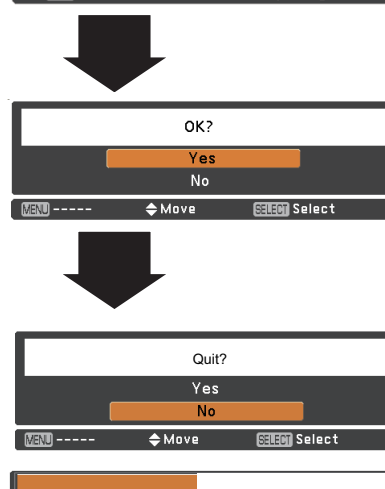 OK?
Yes
No
MENU ----- Move SELECT Select
Quit?
Yes
No
MENU ----- Move SELECT Select